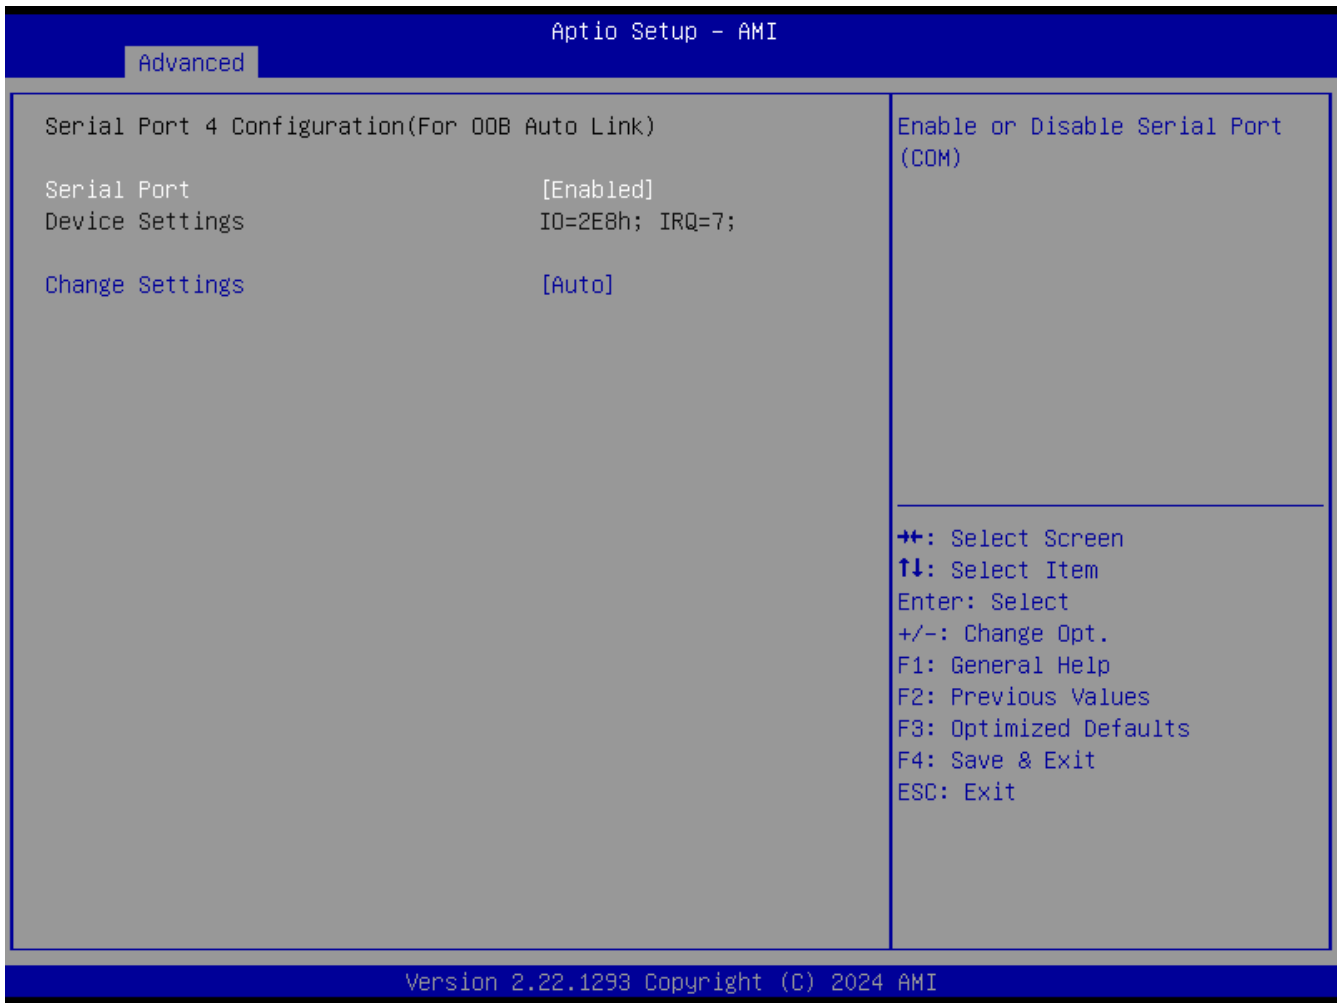 Aptio Setup – AMI
Advanced
Serial Port 4 Configuration(For OOB Auto Link)
Serial Port [Enabled]
Device Settings IO=2E8h; IRQ=7;
Change Settings [Auto]
Enable or Disable Serial Port
(COM)
→←: Select Screen
↑↓: Select Item
Enter: Select
+/-: Change Opt.
F1: General Help
F2: Previous Values
F3: Optimized Defaults
F4: Save & Exit
ESC: Exit
Version 2.22.1293 Copyright (C) 2024 AMI